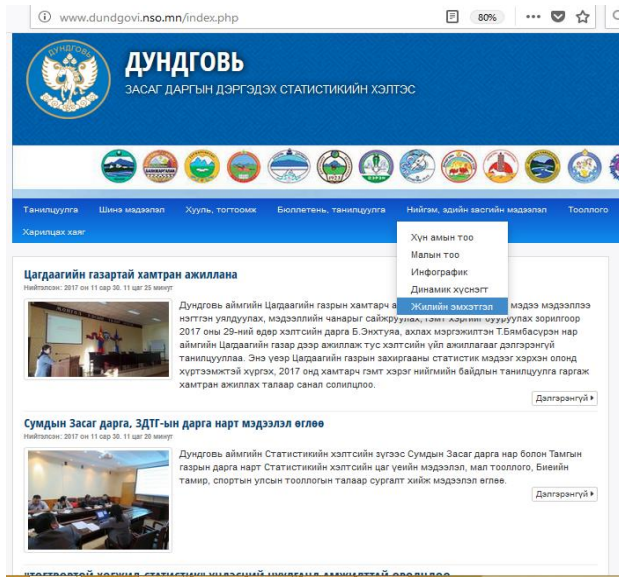 www.dundgovi.nso.mn/index.php
80%
ДУНДГОВЬ
ЗАСАГ ДАРГЫН ДЭРГЭДЭХ СТАТИСТИКИЙН ХЭЛТЭС
Танилцуулга Шинэ мэдээлэл Хууль, тогтоомж Бюллетень, танилцуулга Нийгэм, эдийн засгийн мэдээлэл Тооллого
Харилцах хаяг
Хүн амын тоо
Малын тоо
Инфографик
Динамик хүснэгт
Жилийн эмхэтгэл
Цагдаагийн газартай хамтран ажиллана
Нийтэлсэн: 2017 он 11 сар 30. 11 цаг 25 минут
Дундговь аймгийн Цагдаагийн газрын хамтарч мэдээ мэдээллээ
нэгтгэн уялдуулах, мэдээллийн чанарыг сайжруулах, гэмт хэргийг бууруулах зорилгоор
2017 оны 29-ний өдөр хэлтсийн дарга Б.Энхтуяа, ахлах мэргэжилтэн Т.Бямбасүрэн нар
аймгийн Цагдаагийн газар дээр ажиллаж тус хэлтсийн үйл ажиллагааг дэлгэрэнгүй
танилцууллаа. Энэ үеэр Цагдаагийн газрын захиргааны статистик мэдээг хэрхэн олонд
хүртээмжтэй хүргэх, 2017 онд хамтарч гэмт хэрэг нийгмийн байдлын танилцуулга гаргаж
хамтран ажиллах талаар санал солилцлоо.
Дэлгэрэнгүй
Сумдын Засаг дарга, ЗДТГ-ын дарга нарт мэдээлэл өглөө
Нийтэлсэн: 2017 он 11 сар 30. 11 цаг 20 минут
Дундговь аймгийн Статистикийн хэлтсийн зүгээс Сумдын Засаг дарга нар болон Тамгын
газрын дарга нарт Статистикийн хэлтсийн цаг үеийн мэдээлэл, мал тооллого, Биеийн
тамир, спортын улсын тооллогын талаар сургалт хийж мэдээлэл өглөө.
Дэлгэрэнгүй